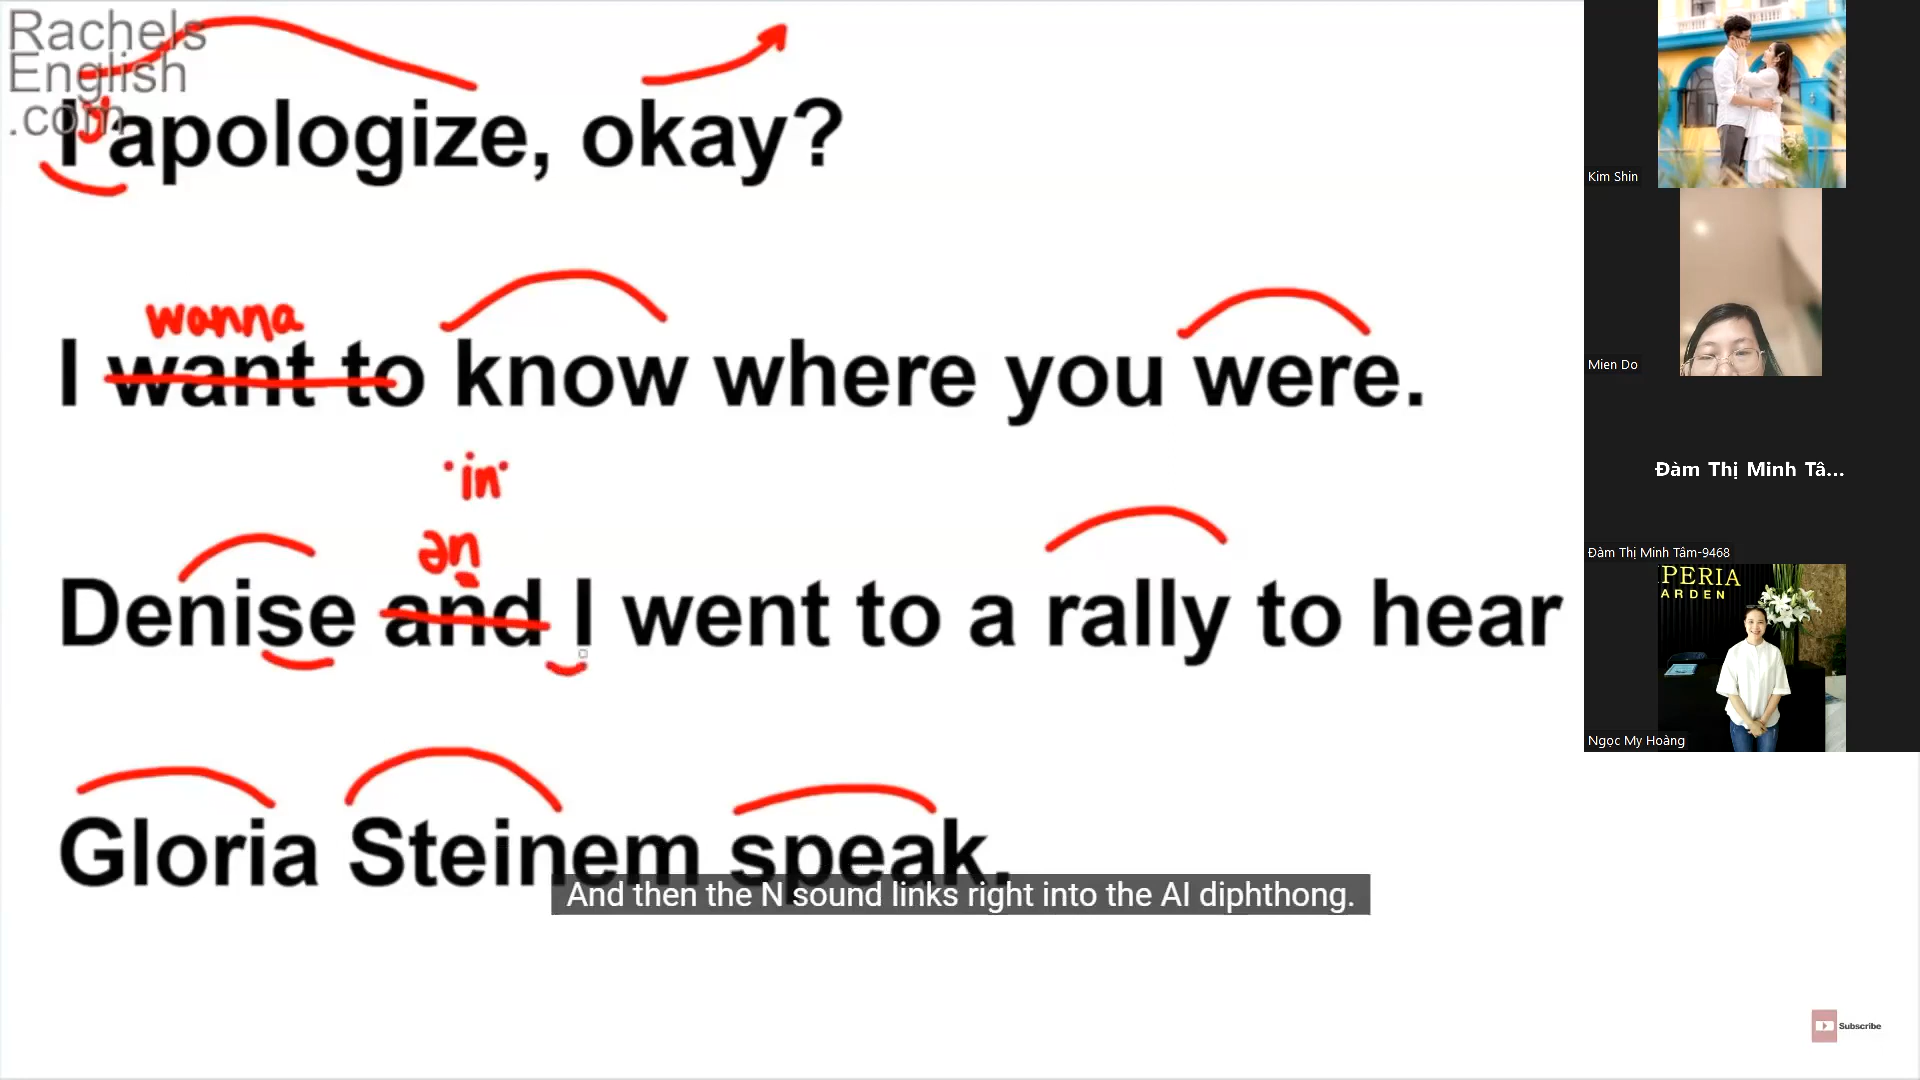 Rachels
English
.com
I apologize, okay?
wanna
I want to know where you were.
in
ən
Denise and I went to a rally to hear
Gloria Steinem speak.
And then the N sound links right into the AI diphthong.
Subscribe
Kim Shin
Mien Do
Đàm Thị Minh Tâ...
Đàm Thị Minh Tâm-9468
PERIA
ARDEN
Ngọc My Hoàng